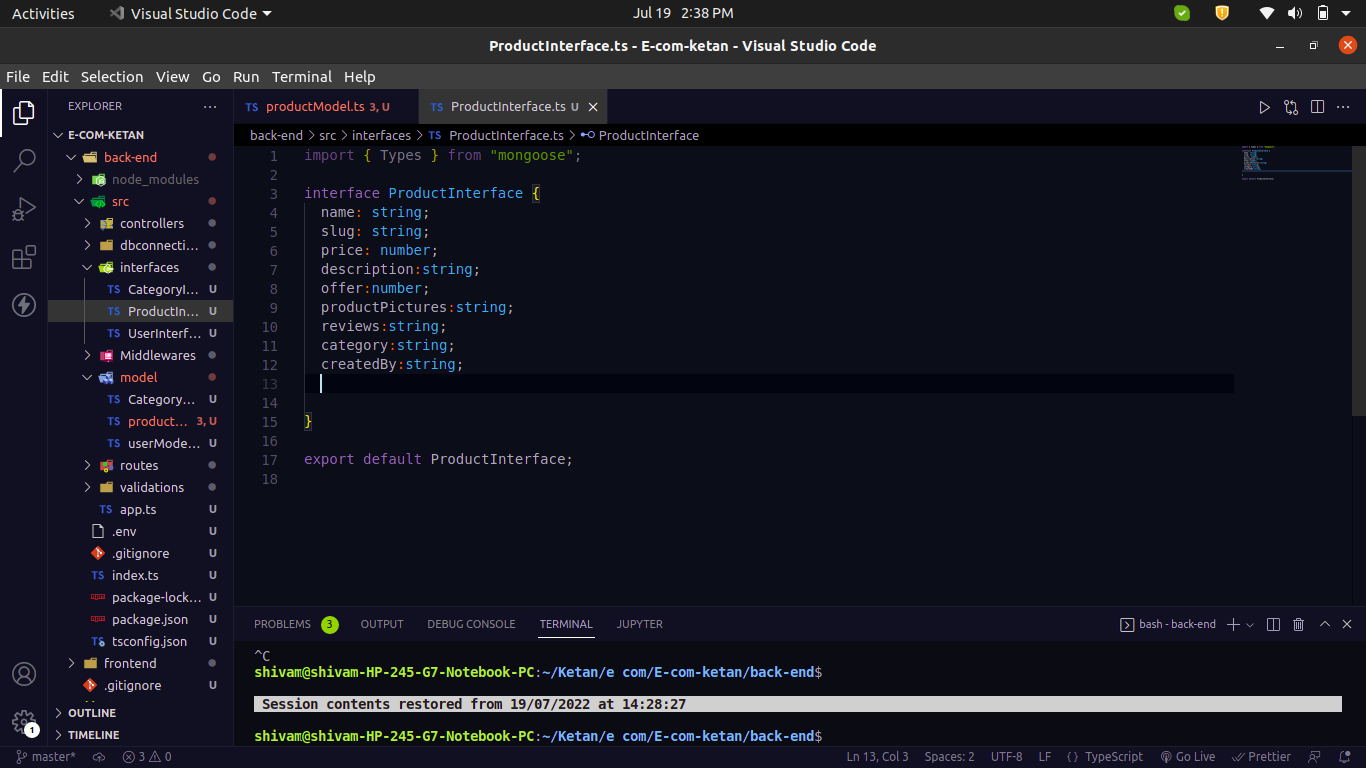 Activities Visual Studio Code Jul 19 2:38 PM
ProductInterface.ts - E-com-ketan - Visual Studio Code
File Edit Selection View Go Run Terminal Help
EXPLORER
E-COM-KETAN
back-end
node_modules
src
controllers
dbconnecti...
interfaces
TS CategoryI... U
TS ProductIn... U
TS UserInterf... U
Middlewares
model
TS Category... U
TS product... 3, U
TS userMode... U
routes
validations
TS app.ts U
.env U
.gitignore U
TS index.ts U
package-lock... U
package.json U
TS tsconfig.json U
frontend
.gitignore U
OUTLINE
TIMELINE
1
TS productModel.ts 3, U TS ProductInterface.ts U
back-end > src > interfaces > TS ProductInterface.ts > ProductInterface
1 import { Types } from "mongoose";
2
3 interface ProductInterface {
4 name: string;
5 slug: string;
6 price: number;
7 description:string;
8 offer:number;
9 productPictures:string;
10 reviews:string;
11 category:string;
12 createdBy:string;
13
14
15 }
16
17 export default ProductInterface;
18
PROBLEMS 3 OUTPUT DEBUG CONSOLE TERMINAL JUPYTER bash - back-end
^C
shivam@shivam-HP-245-G7-Notebook-PC:~/Ketan/e com/E-com-ketan/back-end$
Session contents restored from 19/07/2022 at 14:28:27
shivam@shivam-HP-245-G7-Notebook-PC:~/Ketan/e com/E-com-ketan/back-end$
master* 3 0 Ln 13, Col 3 Spaces: 2 UTF-8 LF { } TypeScript Go Live Prettier